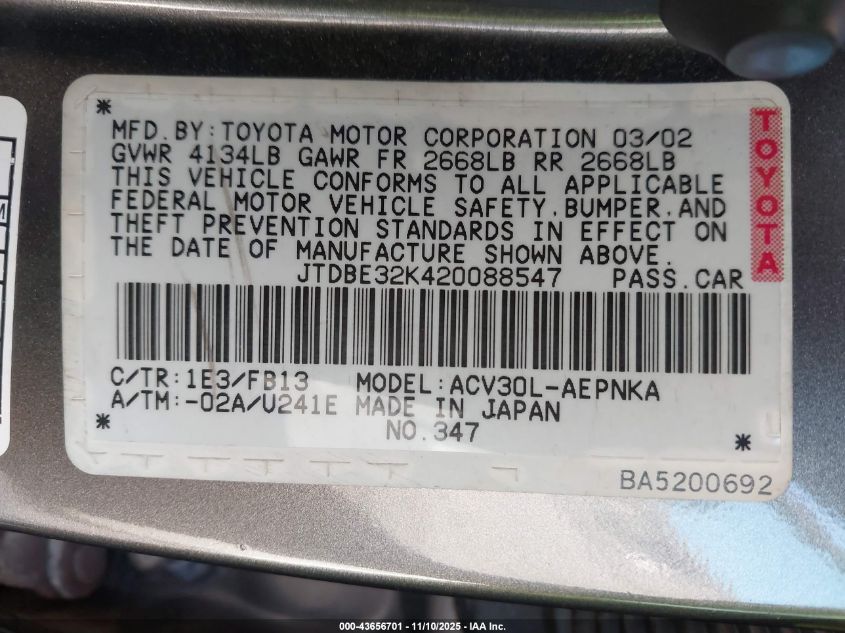 *
MFD. BY: TOYOTA MOTOR CORPORATION 03/02
GVWR 4134LB GAWR FR 2668LB RR 2668LB
THIS VEHICLE CONFORMS TO ALL APPLICABLE
FEDERAL MOTOR VEHICLE SAFETY, BUMPER, AND
THEFT PREVENTION STANDARDS IN EFFECT ON
THE DATE OF MANUFACTURE SHOWN ABOVE.
JTDBE32K420088547 PASS. CAR
TOYOTA
C/TR: 1E3/FB13 MODEL: ACV30L-AEPNKA
A/TM: -02A/U241E MADE IN JAPAN
* NO. 347 *
BA5200692
000-43656701 - 11/10/2025 - IAA Inc.